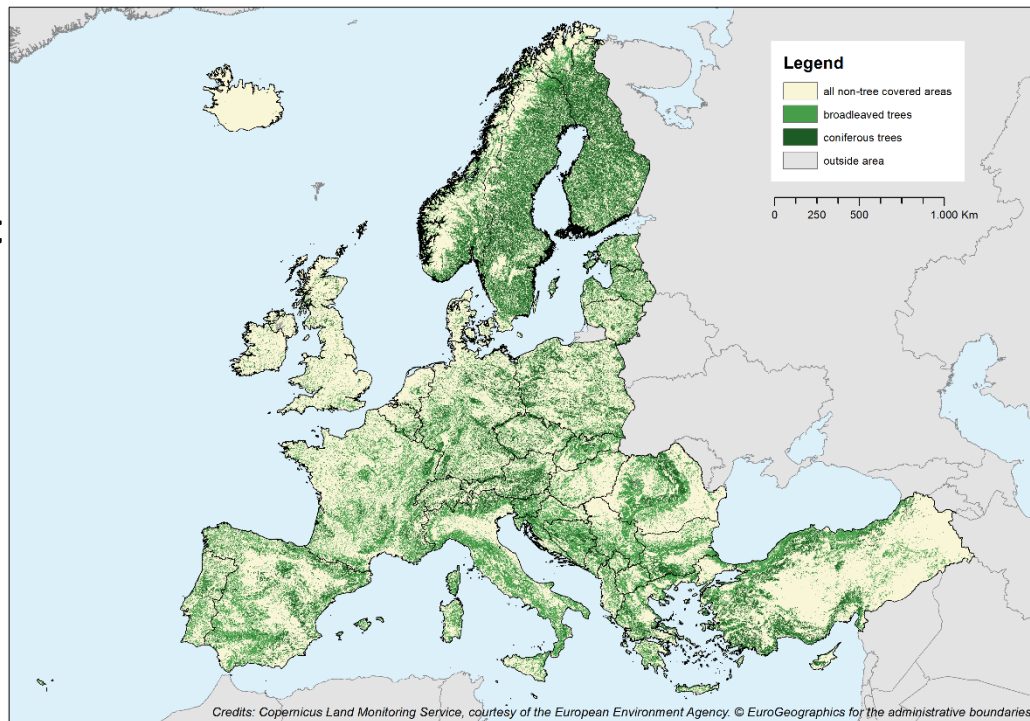 Legend
all non-tree covered areas
broadleaved trees
coniferous trees
outside area
0 250 500 1.000 Km
Credits: Copernicus Land Monitoring Service, courtesy of the European Environment Agency. © EuroGeographics for the administrative boundaries